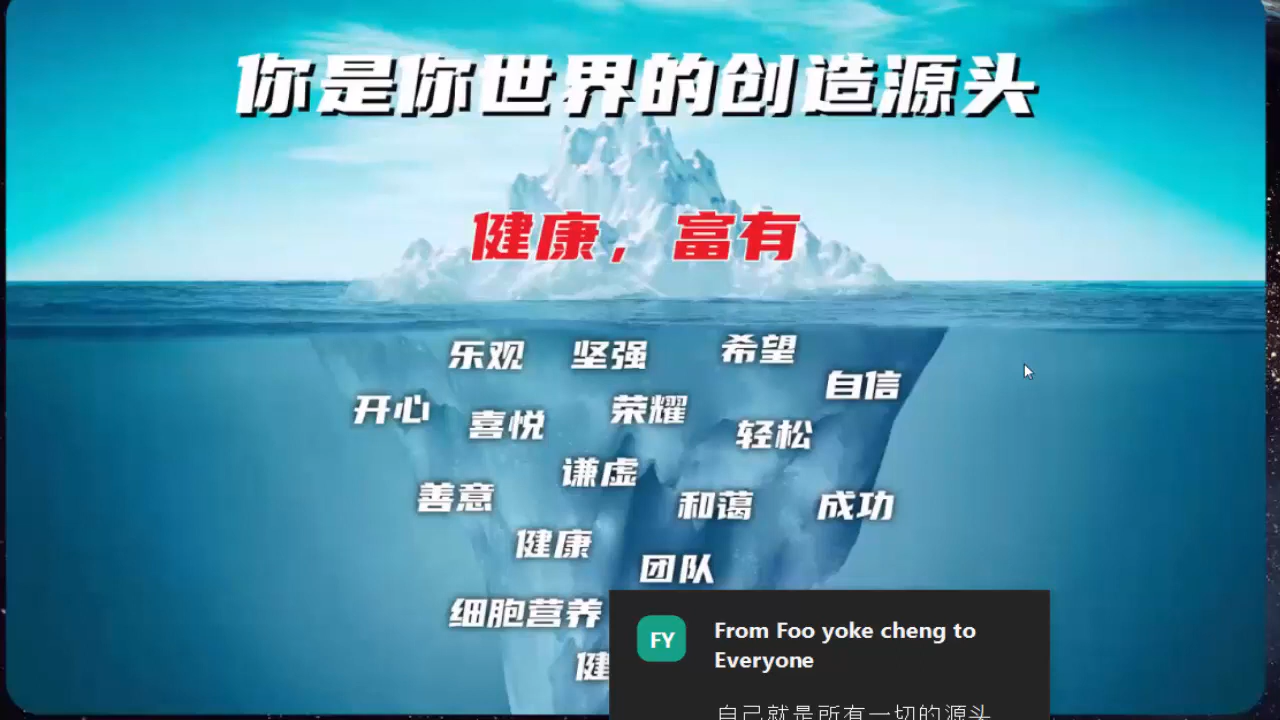 你是你世界的创造源头
健康，富有
乐观 坚强 希望
自信
开心 喜悦 荣耀 轻松
谦虚
善意 和蔼 成功
健康
团队
细胞营养
健
FY
From Foo yoke cheng to
Everyone
自己就是所有一切的源头